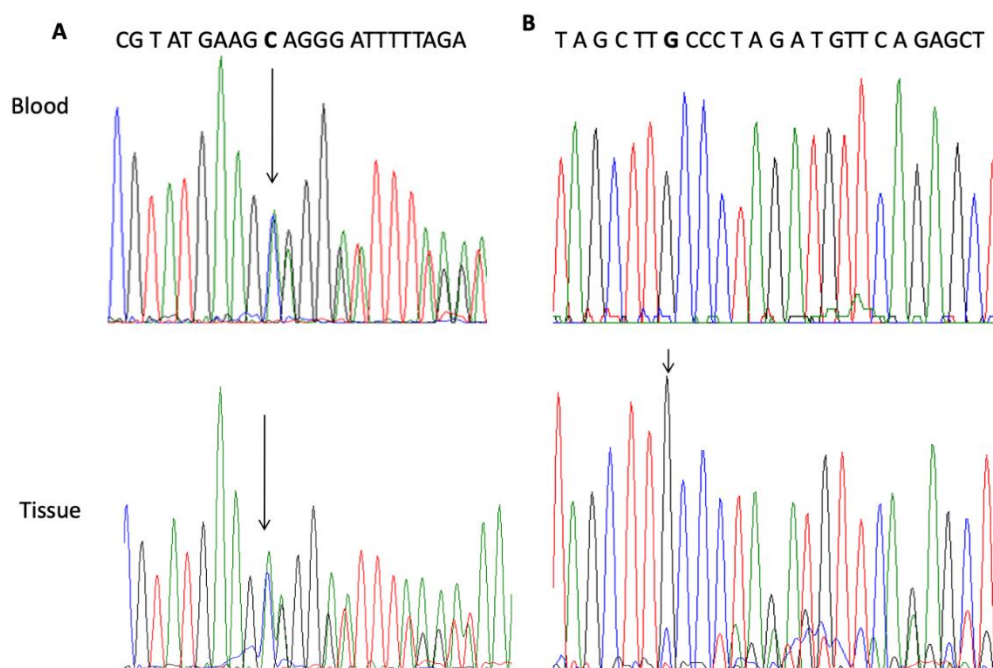 A
CG T AT GAAG C AGGG ATTTTTAGA
B
T A G C TT G CCC T A G A T GTT C A GAGCT
Blood
Tissue